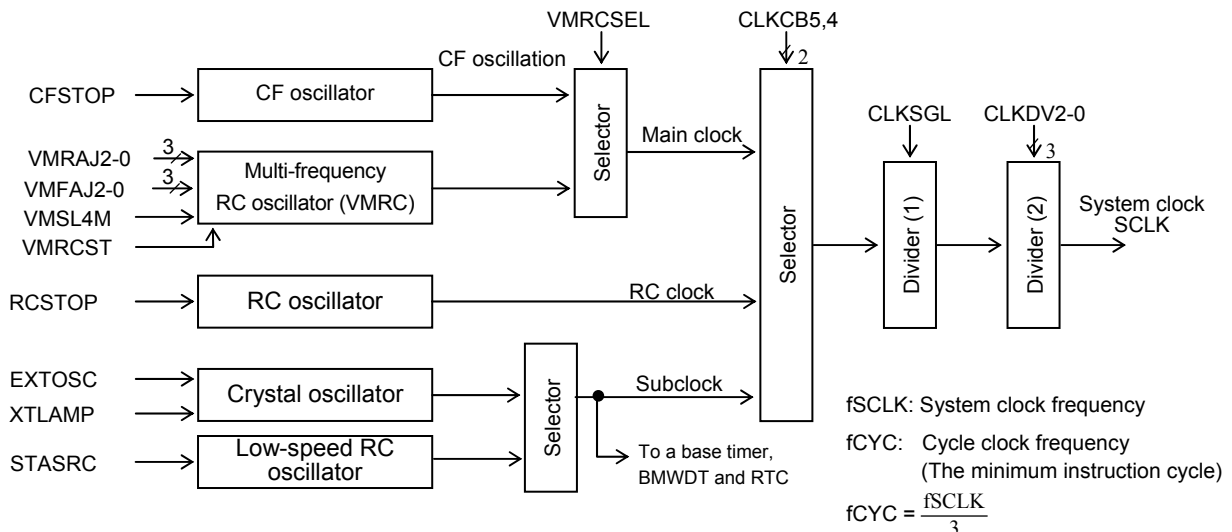 VMRCSEL
CLKCB5,4
2
CF oscillation
CFSTOP
CF oscillator
CLKSGL
CLKDV2-0
3
VMRAJ2-0
3
VMFAJ2-0
3
VMSL4M
VMRCST
Multi-frequency
RC oscillator (VMRC)
Selector
Main clock
Selector
Divider (1)
Divider (2)
System clock
SCLK
RCSTOP
RC oscillator
RC clock
EXTOSC
XTLAMP
Crystal oscillator
STASRC
Low-speed RC
oscillator
Selector
Subclock
To a base timer,
BMWDT and RTC
fSCLK: System clock frequency
fCYC: Cycle clock frequency
(The minimum instruction cycle)
fCYC = fSCLK
3